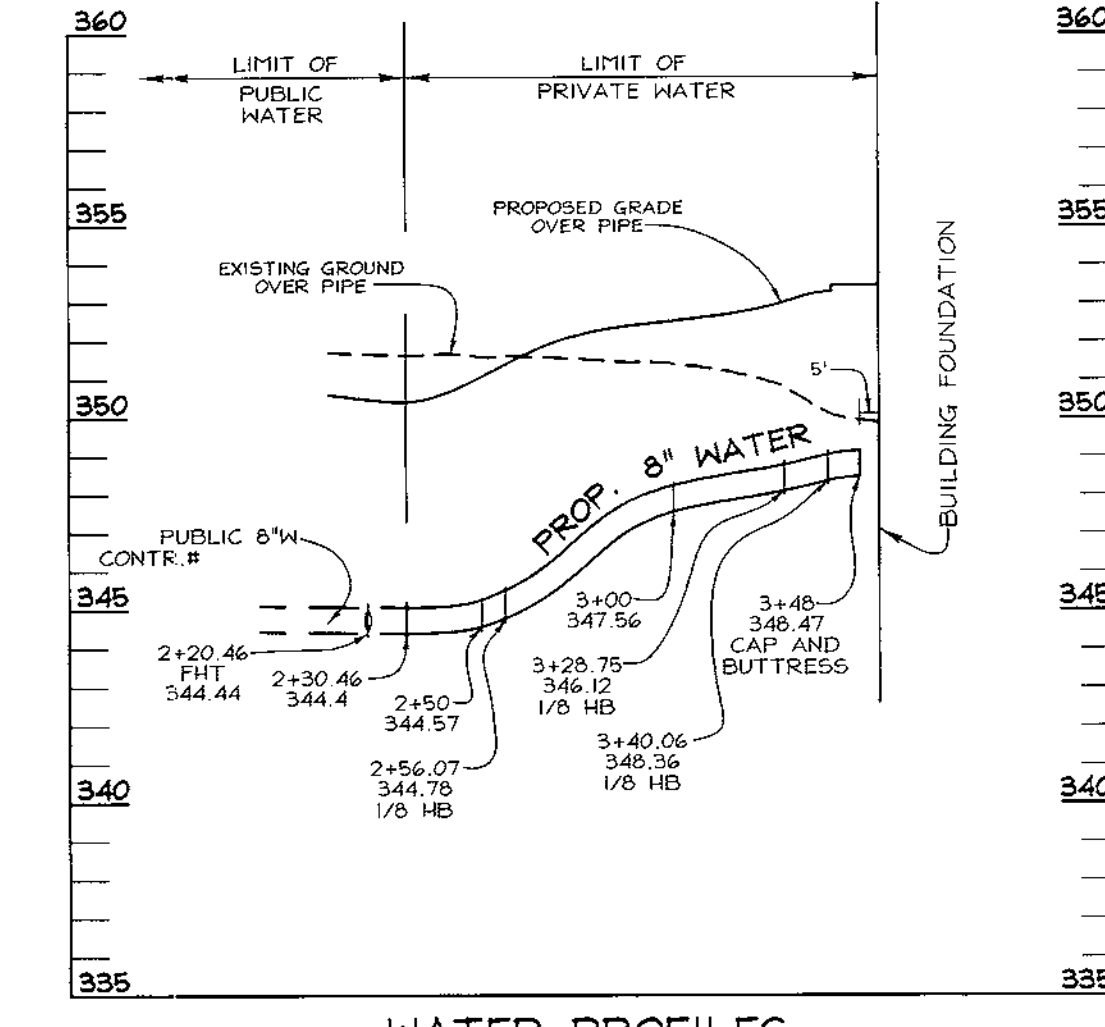 360
360
LIMIT OF
PUBLIC
WATER
LIMIT OF
PRIVATE WATER
355
355
PROPOSED GRADE
OVER PIPE
EXISTING GROUND
OVER PIPE
BUILDING FOUNDATION
5'
350
350
PROP. 8" WATER
PUBLIC 8"W
CONTR.#
345
345
2+20.46
FHT
344.44
2+30.46
344.4
2+50
344.57
2+56.07
344.78
1/8 HB
3+00
347.56
3+28.75
346.12
1/8 HB
3+40.06
348.36
1/8 HB
3+48
348.47
CAP AND
BUTTRESS
340
340
335
335
WATER PROFILES